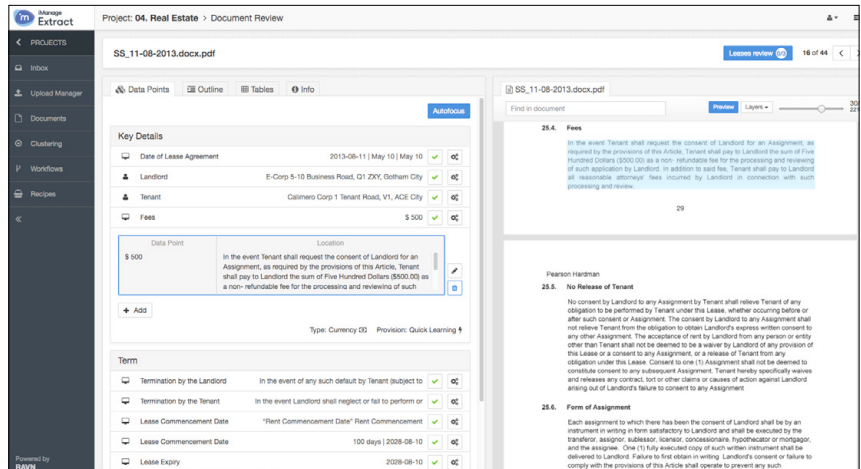 iManage
Extract
Project: 04. Real Estate > Document Review
PROJECTS
Inbox
Upload Manager
Documents
Clustering
Workflows
Recipes
Powered by
RAVN
SS_11-08-2013.docx.pdf
Leases review
16 of 44
Data Points
Outline
Tables
Info
Autofocus
Key Details
Date of Lease Agreement 2013-08-11 | May 10 | May 10
Landlord E-Corp 5-10 Business Road, Q1 ZXY, Gotham City
Tenant Calimero Corp 1 Tenant Road, V1, ACE City
Fees $ 500
Data Point Location
$ 500
In the event Tenant shall request the consent of Landlord for an
Assignment, as required by the provisions of this Article, Tenant
shall pay to Landlord the sum of Five Hundred Dollars ($500.00) as
a non- refundable fee for the processing and reviewing of such
+ Add
Type: Currency Provision: Quick Learning
Term
Termination by the Landlord In the event of any such default by Tenant (subject to
Termination by the Tenant In the event Landlord shall neglect or fail to perform or
Lease Commencement Date "Rent Commencement Date" Rent Commencement
Lease Commencement Date 100 days | 2028-08-10
Lease Expiry 2028-08-10
SS_11-08-2013.docx.pdf
Find in document
Preview
Layers
25.4. Fees
In the event Tenant shall request the consent of Landlord for an Assignment, as
required by the provisions of this Article, Tenant shall pay to Landlord the sum of Five
Hundred Dollars ($500.00) as a non- refundable fee for the processing and reviewing
of such application by Landlord. In addition to said fee, Tenant shall pay to Landlord
all reasonable attorneys' fees incurred by Landlord in connection with such
processing and review.
29
Pearson Hardman
25.5. No Release of Tenant
No consent by Landlord to any Assignment by Tenant shall relieve Tenant of any
obligation to be performed by Tenant under this Lease, whether occurring before or
after such consent or Assignment. The consent by Landlord to any Assignment shall
not relieve Tenant from the obligation to obtain Landlord's express written consent to
any other Assignment. The acceptance of rent by Landlord from any person or entity
other than Tenant shall not be deemed to be a waiver by Landlord of any provision of
this Lease or a consent to any Assignment, or a release of Tenant from any
obligation under this Lease. Consent to one (1) Assignment shall not be deemed to
constitute consent to any subsequent Assignment. Tenant hereby specifically waives
and releases any contract, tort or other claims or causes of action against Landlord
arising out of Landlord's failure to consent to any Assignment
25.6. Form of Assignment
Each assignment to which there has been the consent of Landlord shall be by an
instrument in writing in form satisfactory to Landlord and shall be executed by the
transferor, assignor, sublessor, licensor, concessionaire, hypothecator or mortgagor,
and the assignee. One (1) fully executed copy of such written instrument shall be
delivered to Landlord. Failure to first obtain in writing Landlord's consent or failure to
comply with the provisions of this Article shall operate to prevent any such